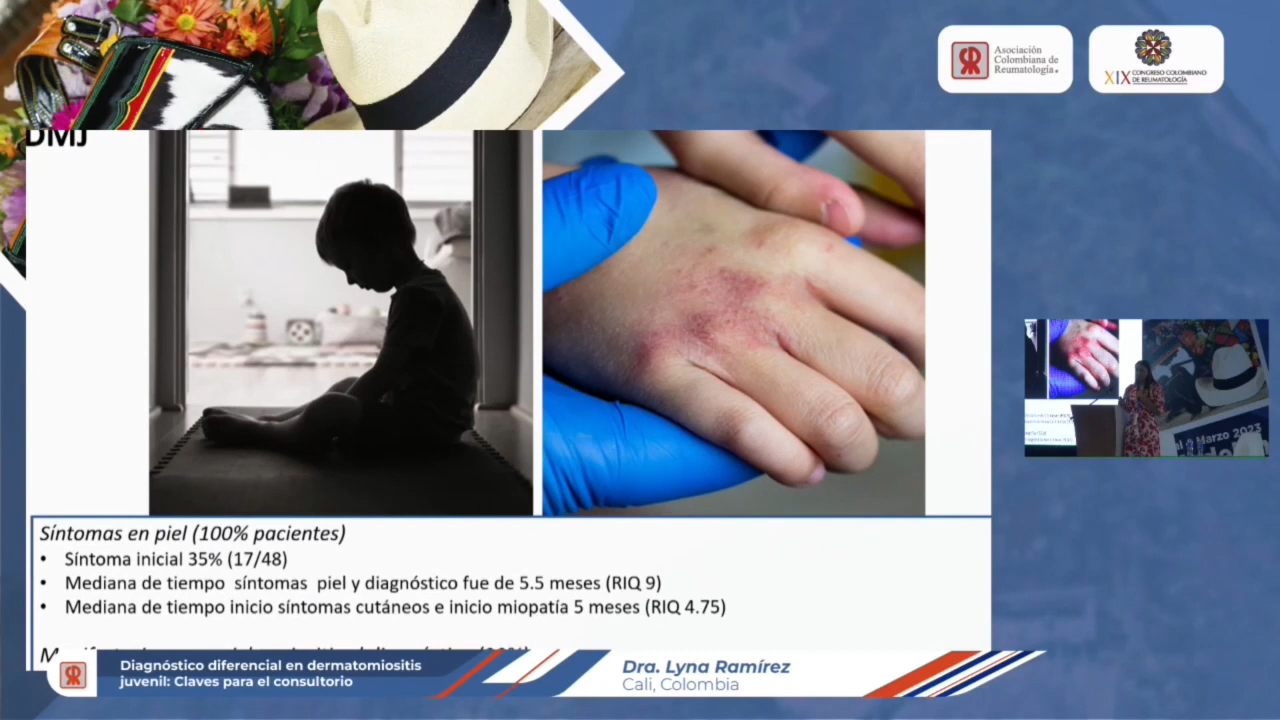 Asociación
Colombiana de
Reumatología.
XIX CONGRESO COLOMBIANO
DE REUMATOLOGÍA
DMJ
Síntomas en piel (100% pacientes)
• Síntoma inicial 35% (17/48)
• Mediana de tiempo síntomas piel y diagnóstico fue de 5.5 meses (RIQ 9)
• Mediana de tiempo inicio síntomas cutáneos e inicio miopatía 5 meses (RIQ 4.75)
Marzo 2023
Diagnóstico diferencial en dermatomiositis
juvenil: Claves para el consultorio
Dra. Lyna Ramírez
Cali, Colombia